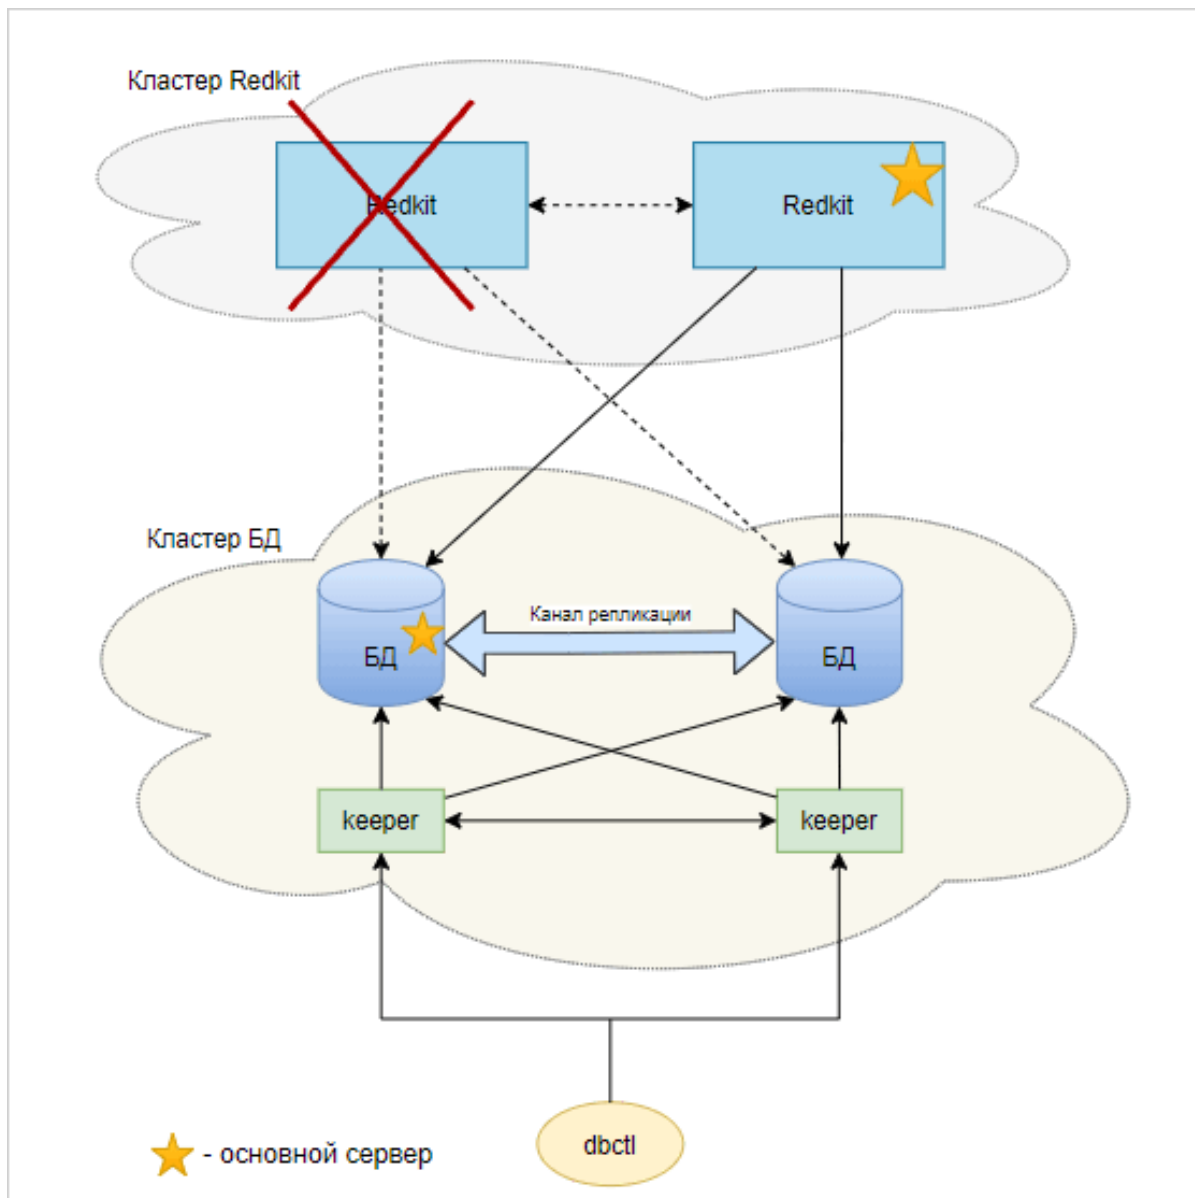 Кластер Redkit
Redkit
Redkit
Кластер БД
Канал репликации
БД
БД
keeper
keeper
dbctl
- основной сервер